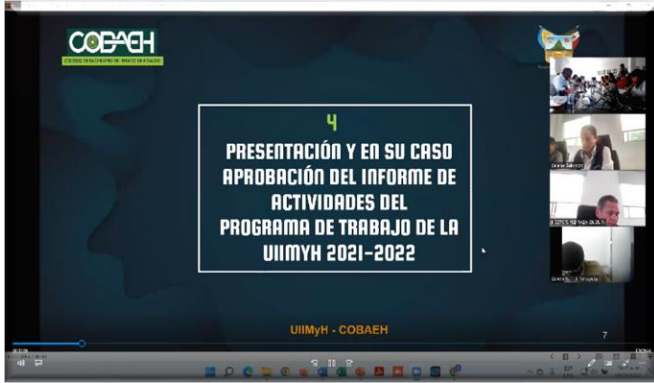 COBAEH
4
PRESENTACIÓN Y EN SU CASO
APROBACIÓN DEL INFORME DE
ACTIVIDADES DEL
PROGRAMA DE TRABAJO DE LA
UIIMYH 2021-2022
UIIMyH - COBAEH
7